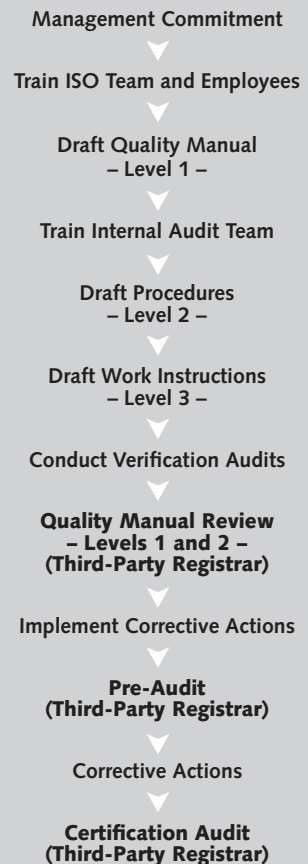 Management Commitment
Train ISO Team and Employees
Draft Quality Manual
– Level 1 –
Train Internal Audit Team
Draft Procedures
– Level 2 –
Draft Work Instructions
– Level 3 –
Conduct Verification Audits
Quality Manual Review
– Levels 1 and 2 –
(Third-Party Registrar)
Implement Corrective Actions
Pre-Audit
(Third-Party Registrar)
Corrective Actions
Certification Audit
(Third-Party Registrar)